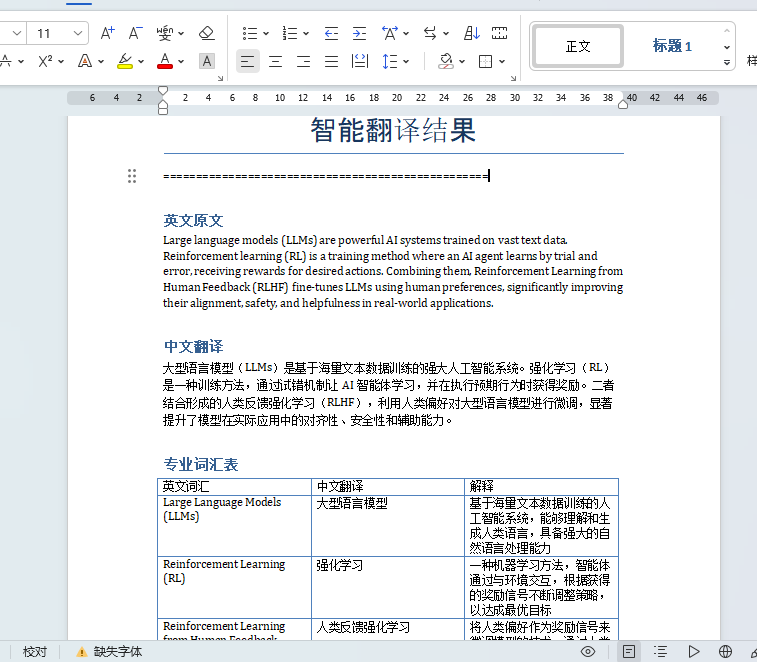 11
A
A
wén
X²
A
A
A
正文
标题 1
样
6 4 2 2 4 6 8 10 12 14 16 18 20 22 24 26 28 30 32 34 36 38 40 42 44 46
智能翻译结果
==================================================
英文原文
Large language models (LLMs) are powerful AI systems trained on vast text data.
Reinforcement learning (RL) is a training method where an AI agent learns by trial and
error, receiving rewards for desired actions. Combining them, Reinforcement Learning from
Human Feedback (RLHF) fine-tunes LLMs using human preferences, significantly improving
their alignment, safety, and helpfulness in real-world applications.
中文翻译
大型语言模型（LLMs）是基于海量文本数据训练的强大人工智能系统。强化学习（RL）
是一种训练方法，通过试错机制让 AI 智能体学习，并在执行预期行为时获得奖励。二者
结合形成的人类反馈强化学习（RLHF），利用人类偏好对大型语言模型进行微调，显著
提升了模型在实际应用中的对齐性、安全性和辅助能力。
专业词汇表
英文词汇 中文翻译 解释
Large Language Models 大型语言模型 基于海量文本数据训练的人
(LLMs) 工智能系统，能够理解和生
成人类语言，具备强大的自
然语言处理能力
Reinforcement Learning 强化学习 一种机器学习方法，智能体
(RL) 通过与环境交互，根据获得
的奖励信号不断调整策略，
以达成最优目标
Reinforcement Learning 人类反馈强化学习 将人类偏好作为奖励信号来
from Human Feedback
校对 缺失字体